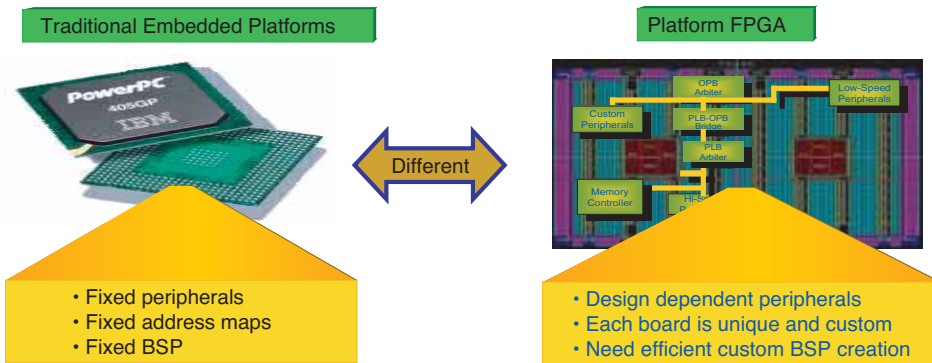 Traditional Embedded Platforms
Platform FPGA
PowerPC
405GP
IBM
Different
OPB
Arbiter
Low-Speed
Peripherals
Custom
Peripherals
PLB-OPB
Bridge
PLB
Arbiter
Memory
Controller
• Fixed peripherals
• Fixed address maps
• Fixed BSP
• Design dependent peripherals
• Each board is unique and custom
• Need efficient custom BSP creation